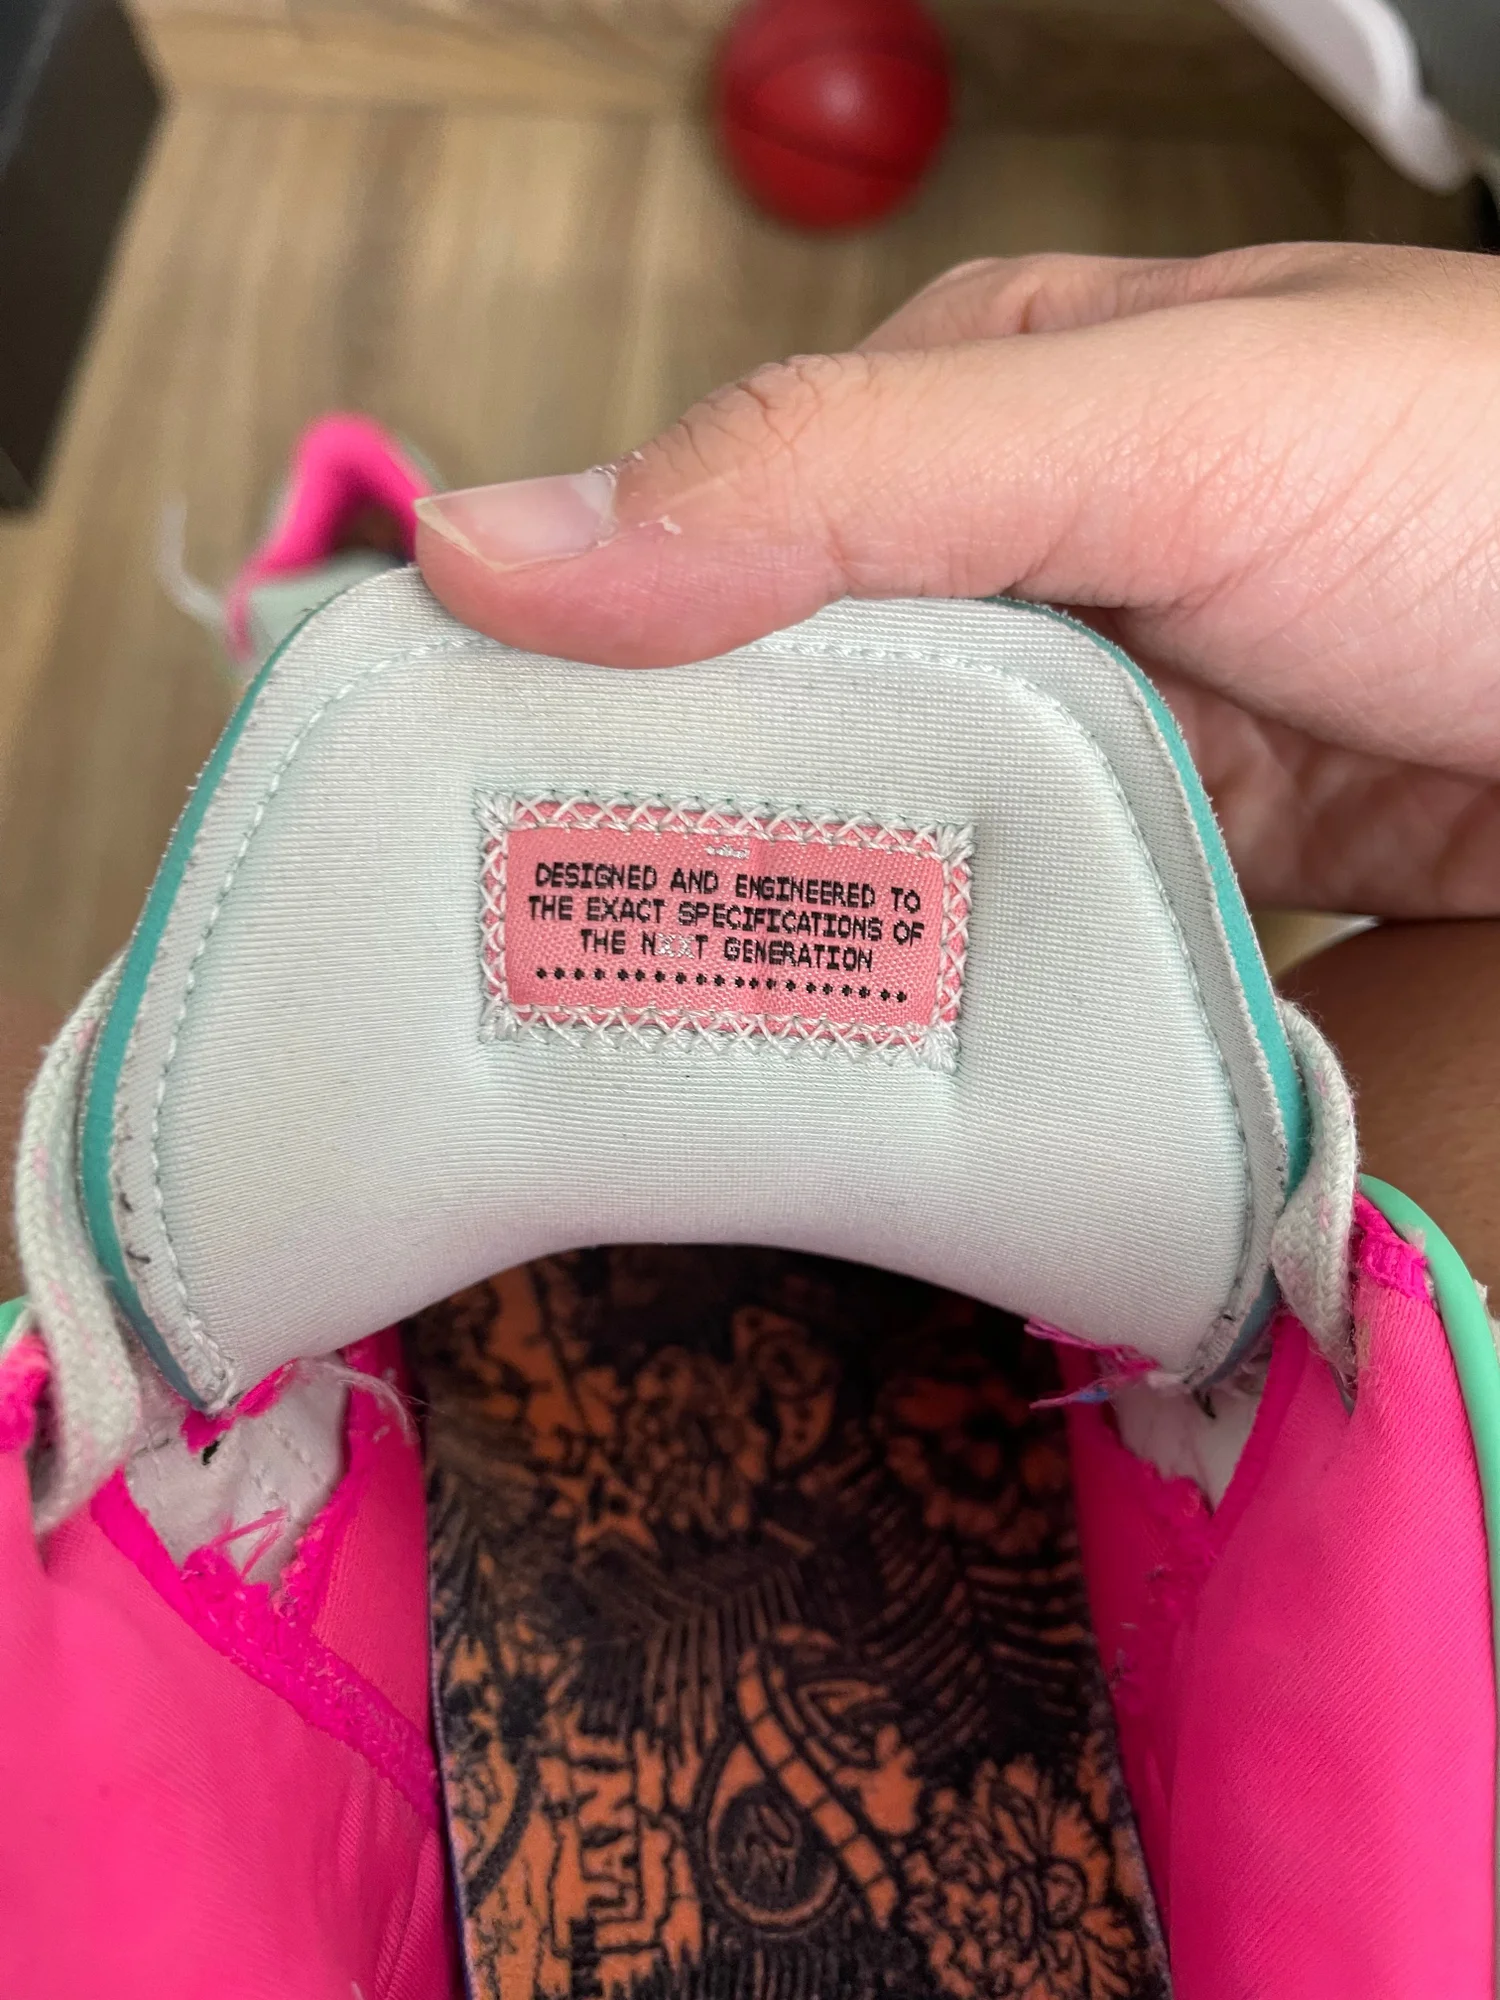 DESIGNED AND ENGINEERED TO
THE EXACT SPECIFICATIONS OF
THE NXXT GENERATION